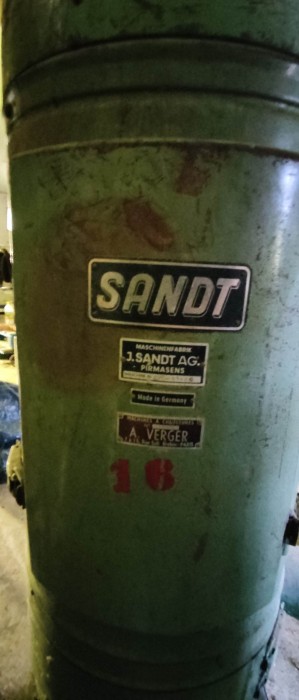 SANDT
MASCHINENFABRIK
J. SANDT AG.
PIRMASENS
Made in Germany
A. VERGER
16